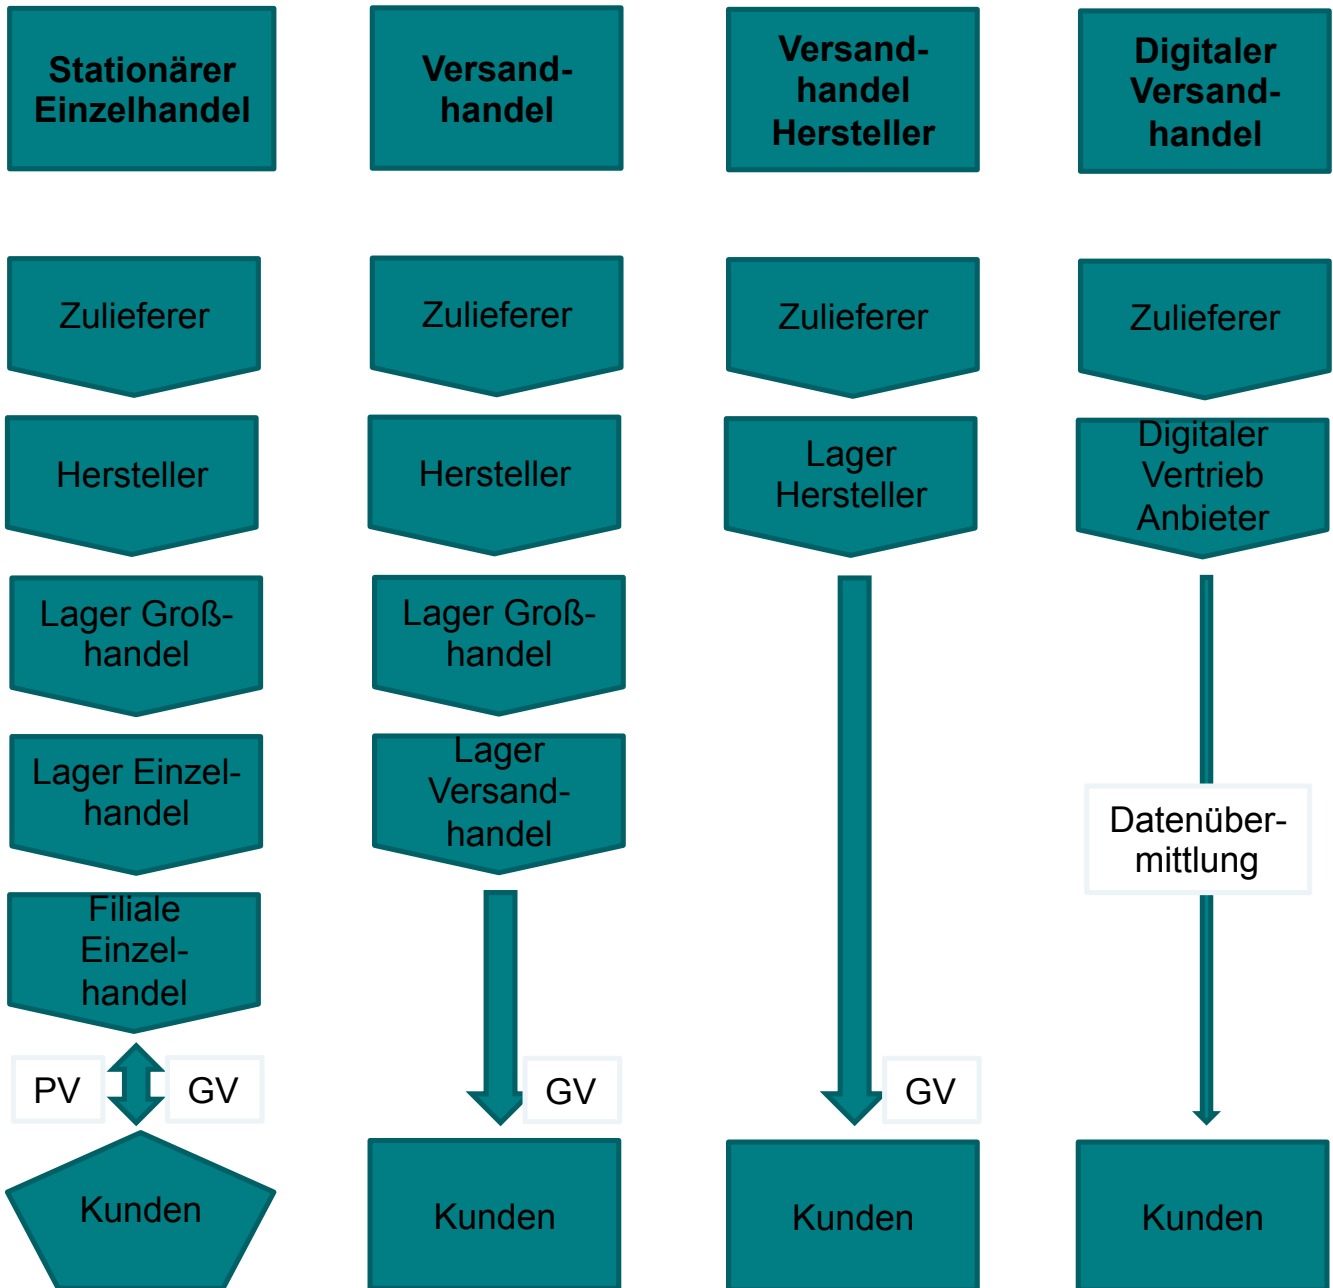 Stationärer
Einzelhandel
Zulieferer
Hersteller
Lager Groß-
handel
Lager Einzel-
handel
Filiale
Einzel-
handel
PV
GV
Kunden
Versand-
handel
Zulieferer
Hersteller
Lager Groß-
handel
Lager
Versand-
handel
GV
Kunden
Versand-
handel
Hersteller
Zulieferer
Lager
Hersteller
GV
Kunden
Digitaler
Versand-
handel
Zulieferer
Digitaler
Vertrieb
Anbieter
Datenüber-
mittlung
Kunden